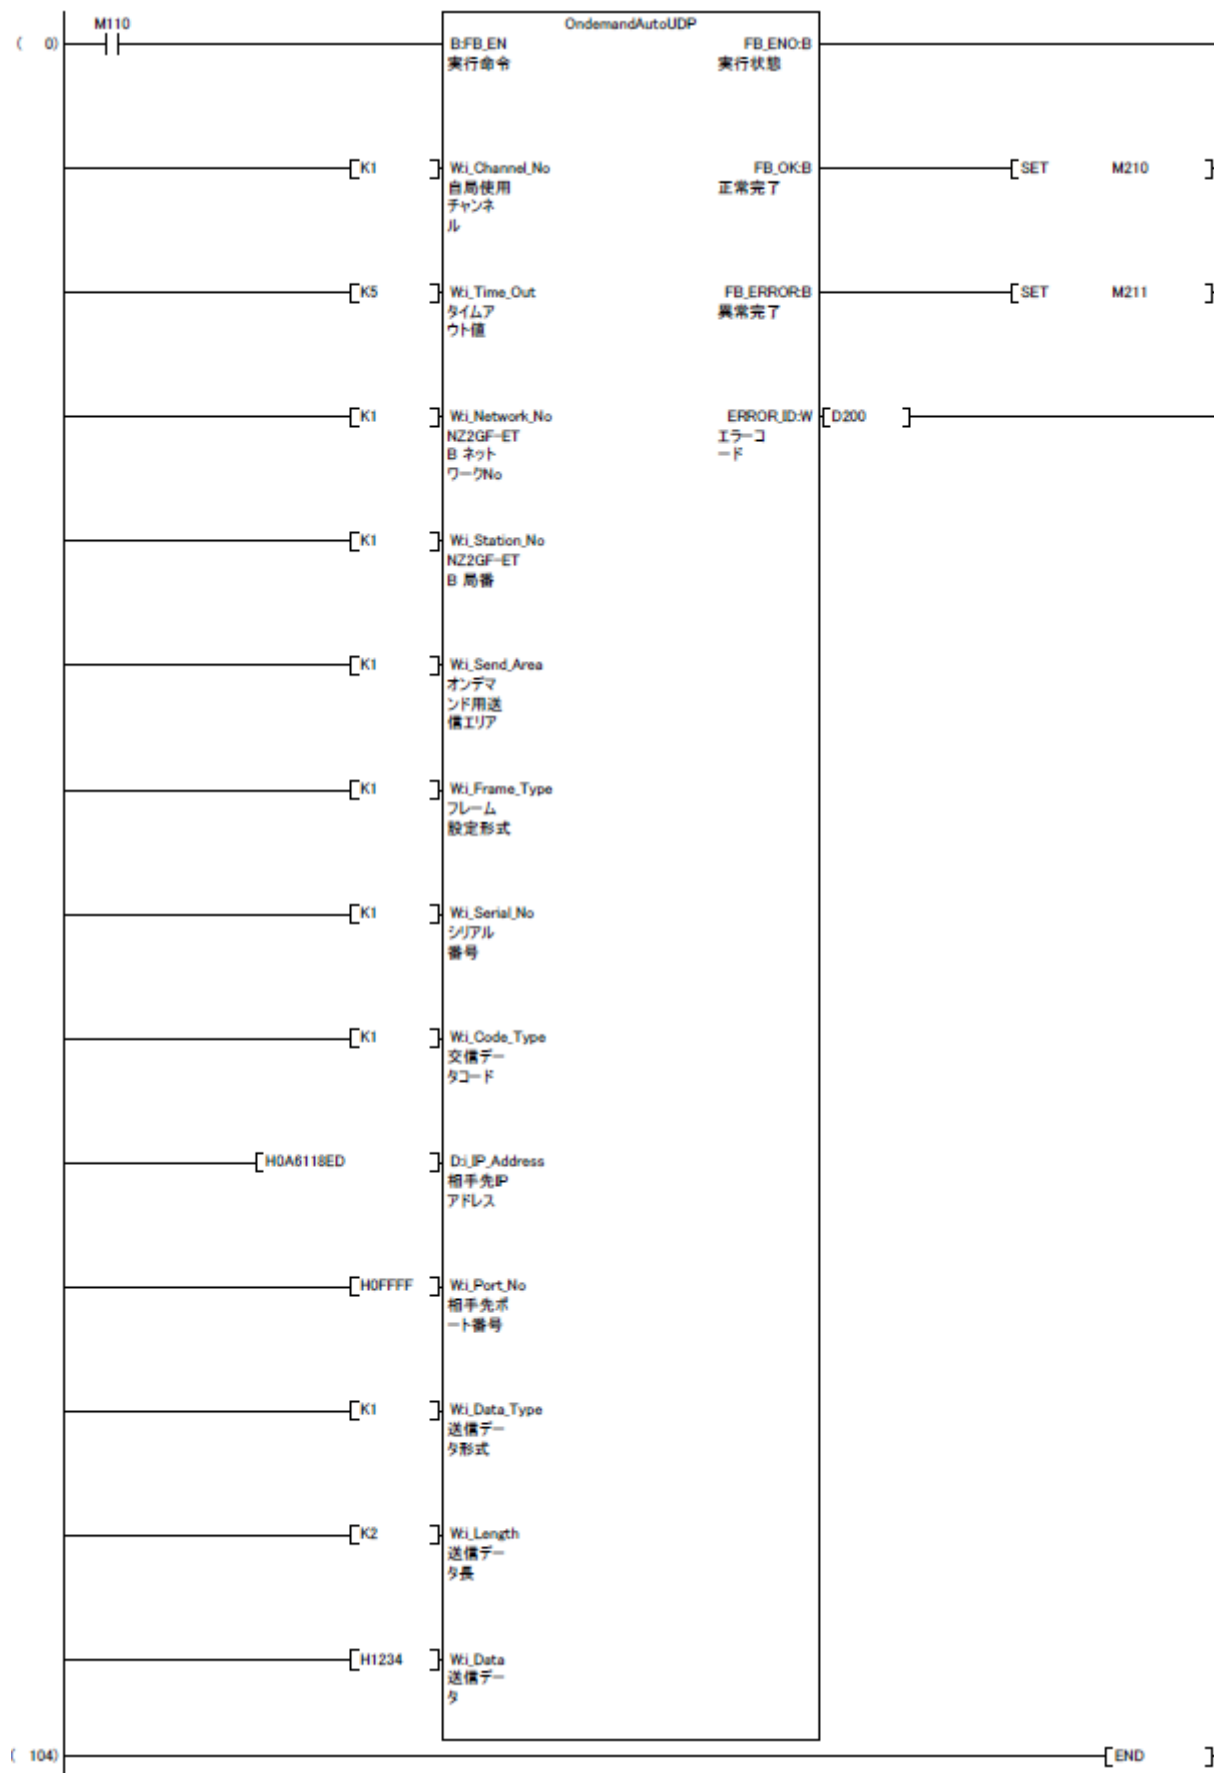 M110
OndemandAutoUDP
( 0)
B:FB_EN
FB_ENO:B
実行命令
実行状態
K1
W:i_Channel_No
FB_OK:B
SET M210
自局使用
正常完了
チャンネ
ル
K5
W:i_Time_Out
FB_ERROR:B
SET M211
タイムア
異常完了
ウト値
K1
W:i_Network_No
ERROR_ID:W
D200
NZ2GF-ET
エラーコ
B ネット
ード
ワークNo
K1
W:i_Station_No
NZ2GF-ET
B 局番
K1
W:i_Send_Area
オンデマ
ンド用送
信エリア
K1
W:i_Frame_Type
フレーム
設定形式
K1
W:i_Serial_No
シリアル
番号
K1
W:i_Code_Type
交信デー
タコード
H0A6118ED
D:i_IP_Address
相手先IP
アドレス
H0FFFF
W:i_Port_No
相手先ポ
ート番号
K1
W:i_Data_Type
送信デー
タ形式
K2
W:i_Length
送信デー
タ長
H1234
W:i_Data
送信デー
タ
( 104)
END